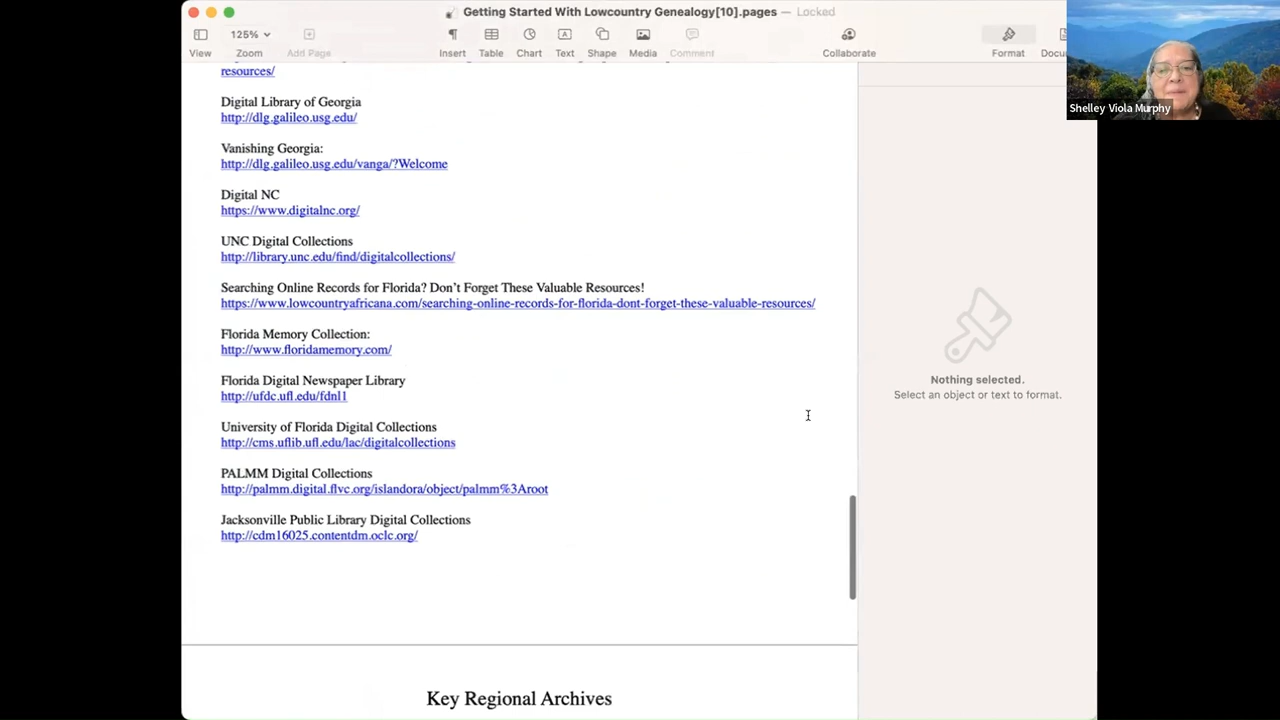 Getting Started With Lowcountry Genealogy[10].pages — Locked
125%
View
Zoom
Add Page
Insert
Table
Chart
Text
Shape
Media
Comment
Collaborate
Format
Shelley Viola Murphy
resources/
Digital Library of Georgia
http://dlg.galileo.usg.edu/
Vanishing Georgia:
http://dlg.galileo.usg.edu/vanga/?Welcome
Digital NC
https://www.digitalnc.org/
UNC Digital Collections
http://library.unc.edu/find/digitalcollections/
Searching Online Records for Florida? Don't Forget These Valuable Resources!
https://www.lowcountryafricana.com/searching-online-records-for-florida-dont-forget-these-valuable-resources/
Florida Memory Collection:
http://www.floridamemory.com/
Florida Digital Newspaper Library
http://ufdc.ufl.edu/fdnl1
University of Florida Digital Collections
http://cms.uflib.ufl.edu/lac/digitalcollections
PALMM Digital Collections
http://palmm.digital.flvc.org/islandora/object/palmm%3Aroot
Jacksonville Public Library Digital Collections
http://cdm16025.contentdm.oclc.org/
Nothing selected.
Select an object or text to format.
Key Regional Archives